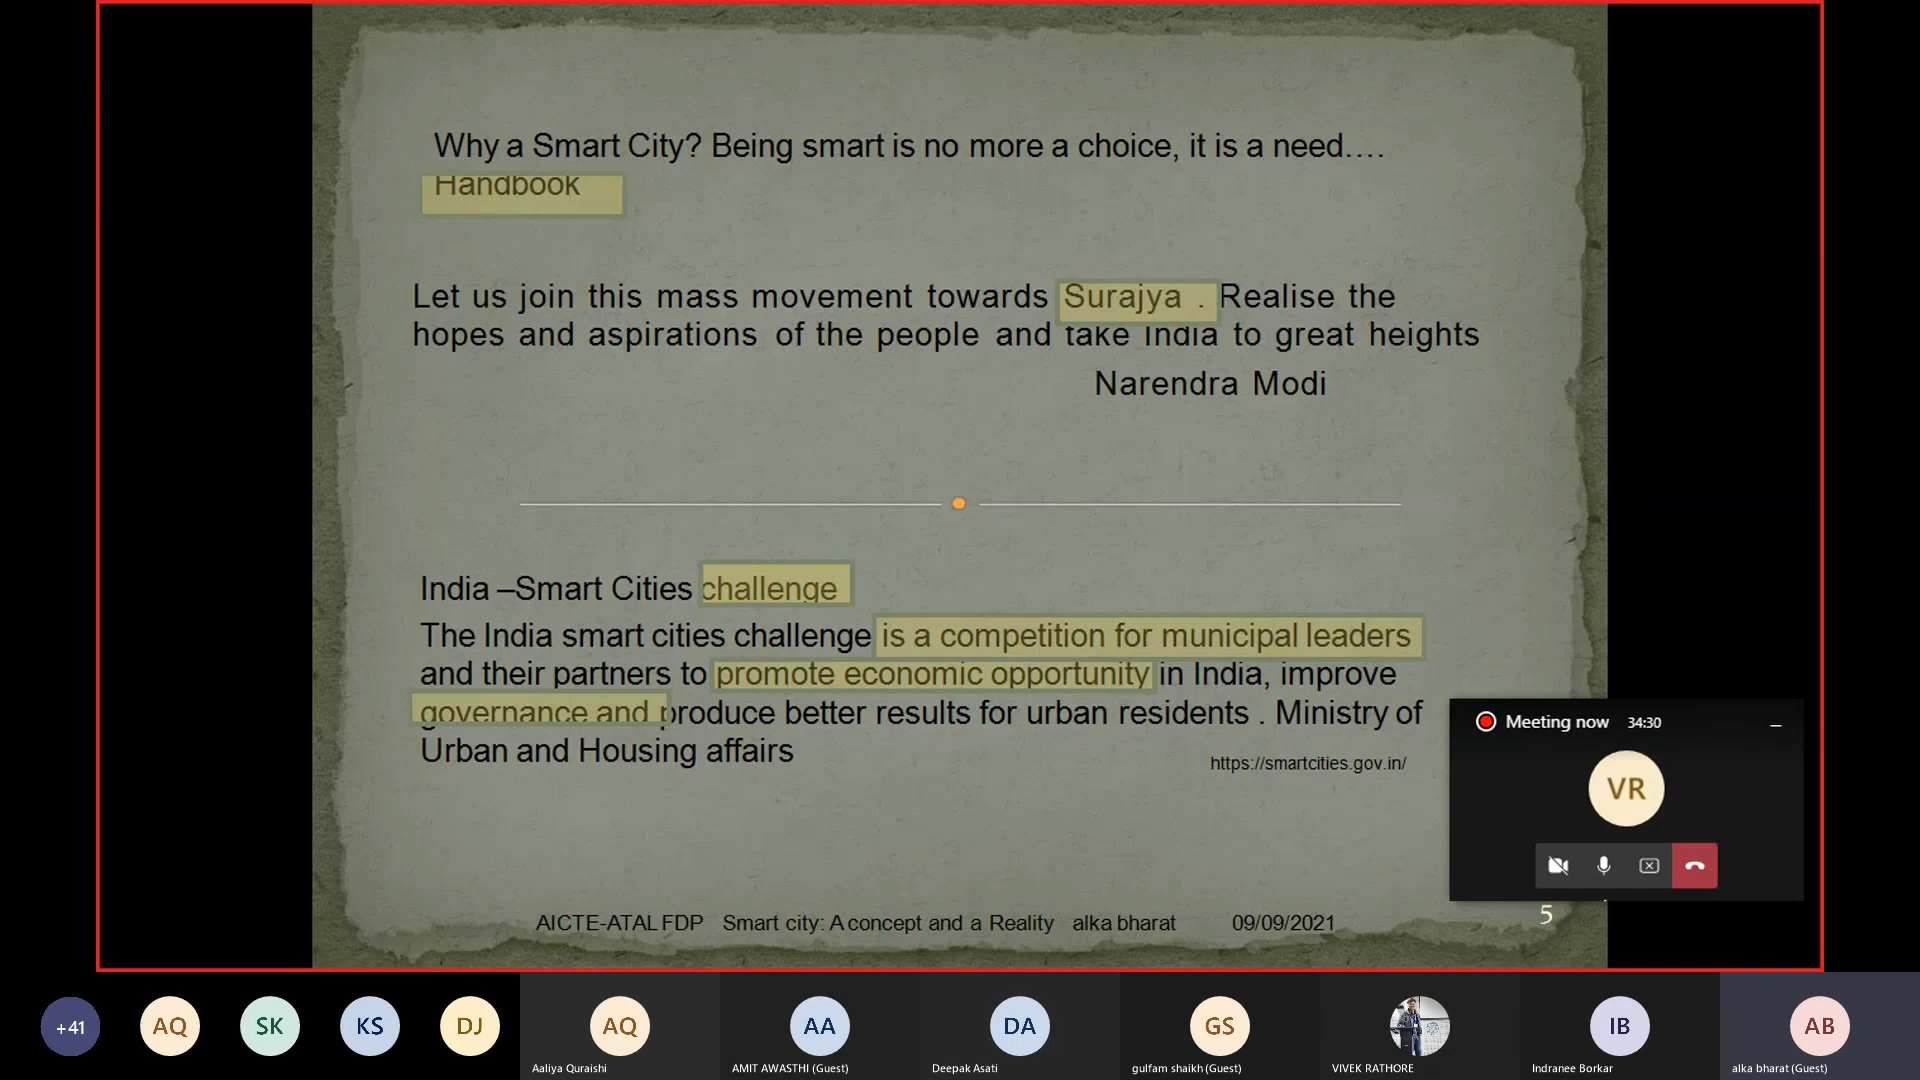 Why a Smart City? Being smart is no more a choice, it is a need....
Handbook
Let us join this mass movement towards Surajya . Realise the
hopes and aspirations of the people and take India to great heights
Narendra Modi
India –Smart Cities challenge
The India smart cities challenge is a competition for municipal leaders
and their partners to promote economic opportunity in India, improve
governance and produce better results for urban residents . Ministry of
Urban and Housing affairs
https://smartcities.gov.in/
Meeting now 34:30
VR
AICTE-ATAL FDP Smart city: A concept and a Reality alka bharat 09/09/2021
5
+41 AQ SK KS DJ AQ AA DA GS IB AB
Aaliya Quraishi AMIT AWASTHI (Guest) Deepak Asati gulfam shaikh (Guest) VIVEK RATHORE Indranee Borkar alka bharat (Guest)